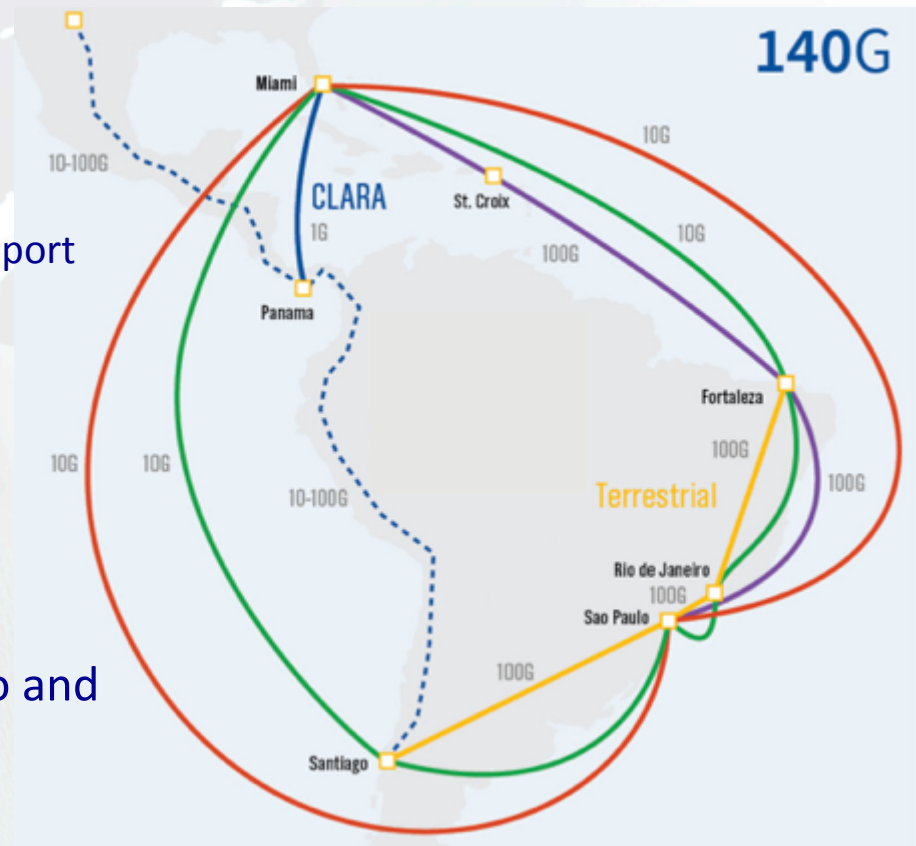 140G
Miami
10G
10-100G
CLARA
St. Croix
1G
10G
port
100G
Panama
Fortaleza
100G
10G
10G
100G
10-100G
Terrestrial
Rio de Janeiro
100G
Sao Paulo
100G
o and
Santiago